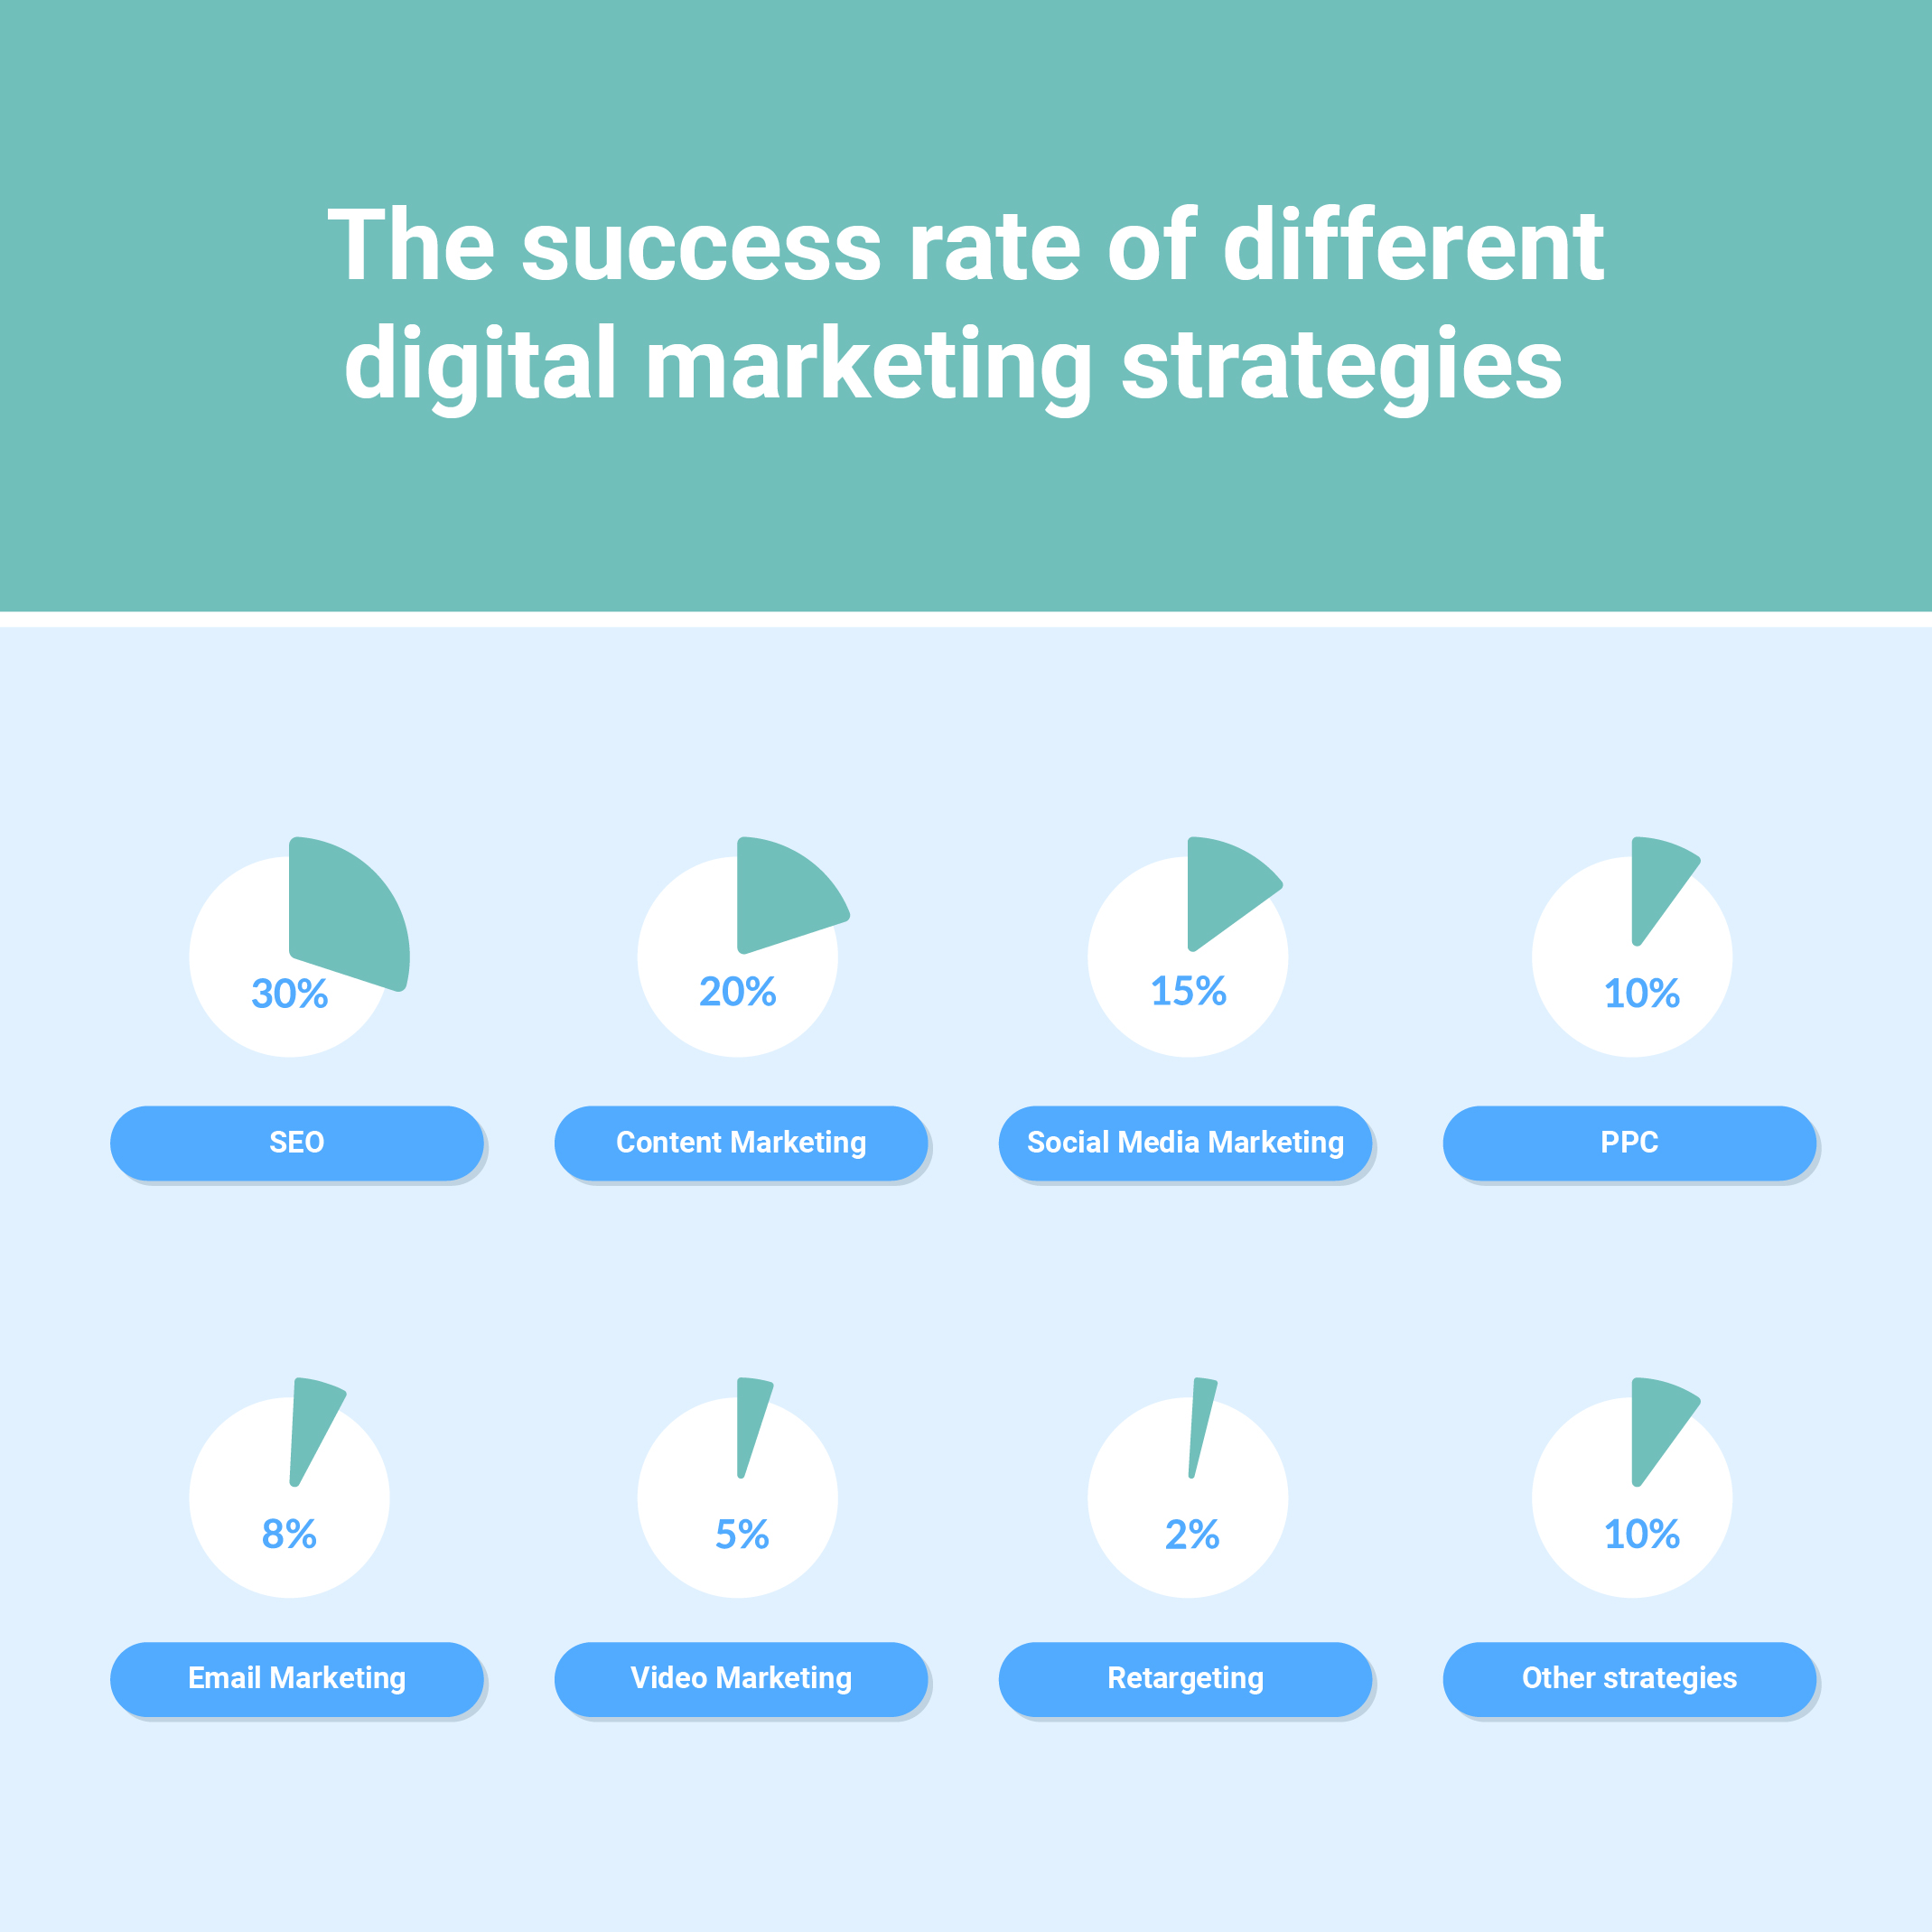 The success rate of different
digital marketing strategies
30%
20%
15%
10%
SEO
Content Marketing
Social Media Marketing
PPC
8%
5%
2%
10%
Email Marketing
Video Marketing
Retargeting
Other strategies